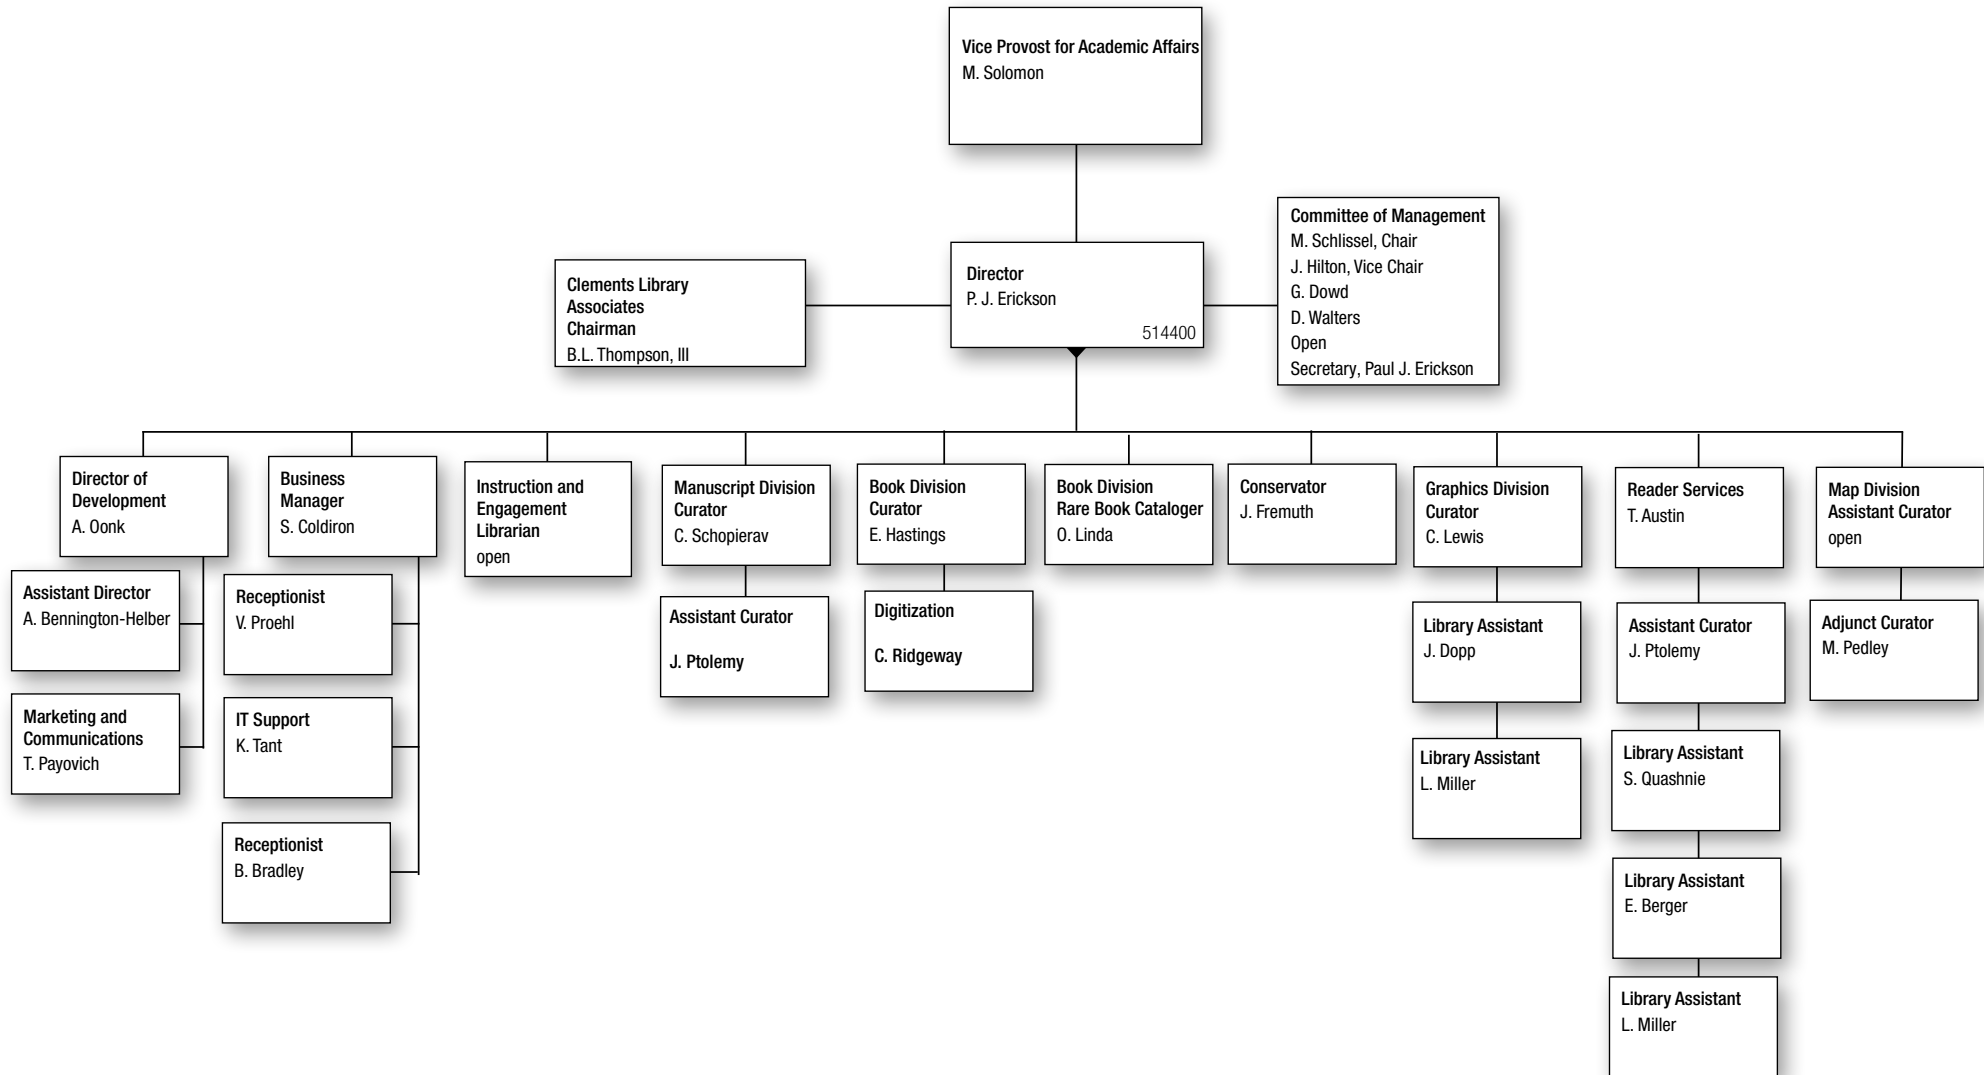 Vice Provost for Academic Affairs
M. Solomon
Clements Library
Associates
Chairman
B.L. Thompson, III
Director
P. J. Erickson
514400
Committee of Management
M. Schlissel, Chair
J. Hilton, Vice Chair
G. Dowd
D. Walters
Open
Secretary, Paul J. Erickson
Director of
Development
A. Oonk
Business
Manager
S. Coldiron
Instruction and
Engagement
Librarian
open
Manuscript Division
Curator
C. Schopierav
Book Division
Curator
E. Hastings
Book Division
Rare Book Cataloger
O. Linda
Conservator
J. Fremuth
Graphics Division
Curator
C. Lewis
Reader Services
T. Austin
Map Division
Assistant Curator
open
Assistant Director
A. Bennington-Helber
Receptionist
V. Proehl
Assistant Curator
J. Ptolemy
Digitization
C. Ridgeway
Library Assistant
J. Dopp
Assistant Curator
J. Ptolemy
Adjunct Curator
M. Pedley
Marketing and
Communications
T. Payovich
IT Support
K. Tant
Library Assistant
L. Miller
Library Assistant
S. Quashnie
Receptionist
B. Bradley
Library Assistant
E. Berger
Library Assistant
L. Miller